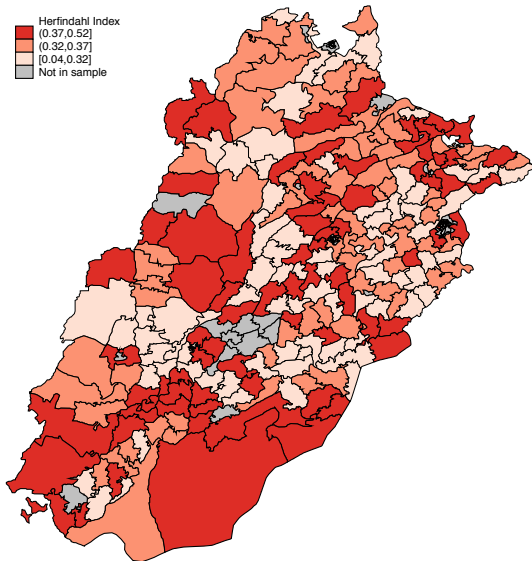 Herfindahl Index
(0.37,0.52]
(0.32,0.37]
[0.04,0.32]
Not in sample